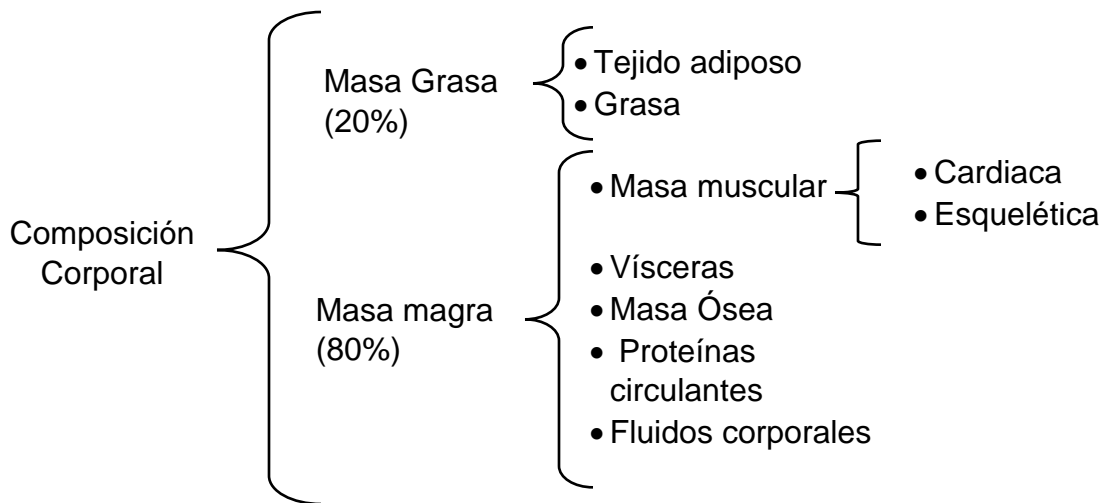 Composición
Corporal
Masa Grasa
(20%)
• Tejido adiposo
• Grasa
Masa magra
(80%)
• Masa muscular
• Cardiaca
• Esquelética
• Vísceras
• Masa Ósea
• Proteínas
circulantes
• Fluidos corporales